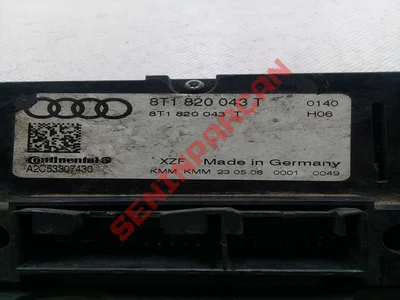 8T1 820 043 T 0140
8T1 820 043 T H06
Continental
A2C53307430
XZF Made in Germany
KMM KMM 23.05.08 0001 0049
SENINPARCAN